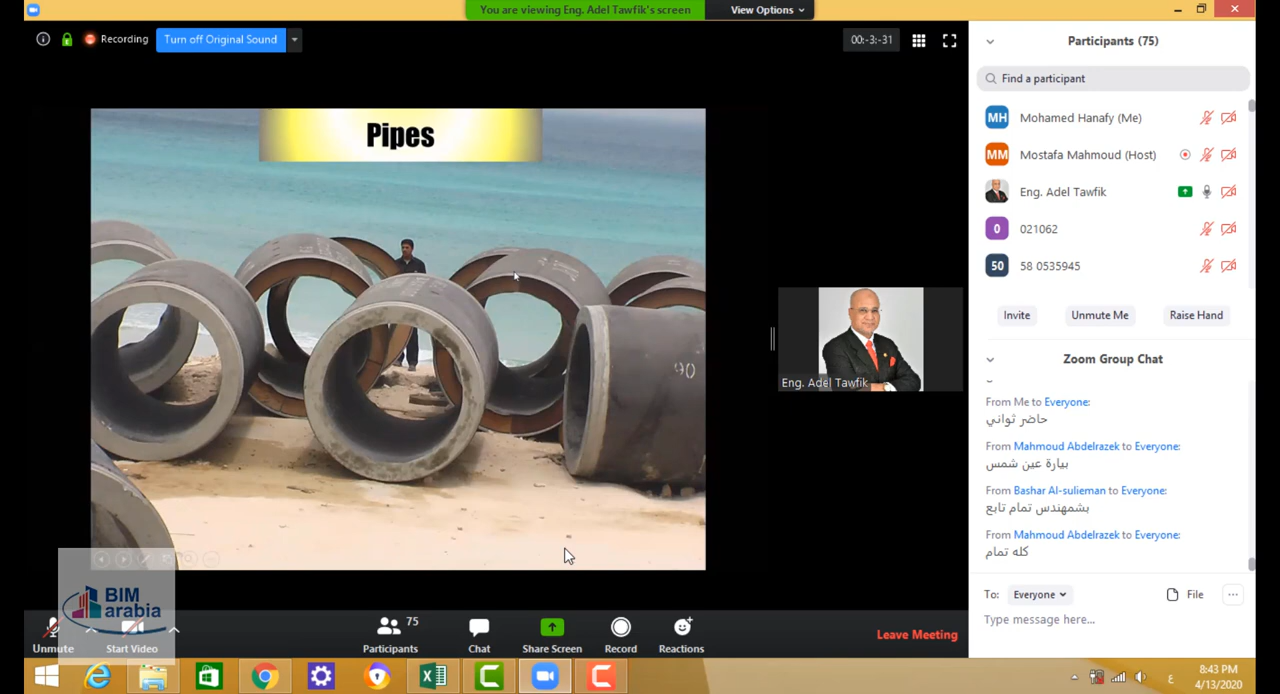 You are viewing Eng. Adel Tawfik's screen
View Options
Recording
Turn off Original Sound
00:-3:-31
Participants (75)
Find a participant
MH
Mohamed Hanafy (Me)
MM
Mostafa Mahmoud (Host)
Eng. Adel Tawfik
0
021062
50
58 0535945
Invite
Unmute Me
Raise Hand
Pipes
90
Eng. Adel Tawfik
Zoom Group Chat
From Me to Everyone:
حاضر ثواني
From Mahmoud Abdelrazek to Everyone:
بيارة عين شمس
From Bashar Al-sulieman to Everyone:
بشمهندس تمام تابع
From Mahmoud Abdelrazek to Everyone:
كله تمام
To:
Everyone
File
Type message here...
BIM
arabia
Unmute
Start Video
75
Participants
Chat
Share Screen
Record
Reactions
Leave Meeting
ع
8:43 PM
4/13/2020